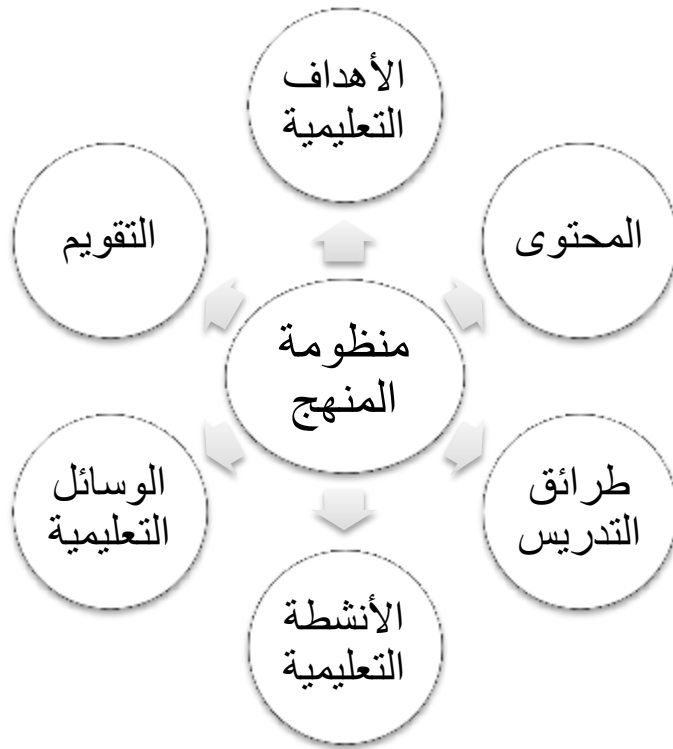 الأهداف
التعليمية
المحتوى
التقويم
منظومة
المنهج
طرائق
التدريس
الوسائل
التعليمية
الأنشطة
التعليمية